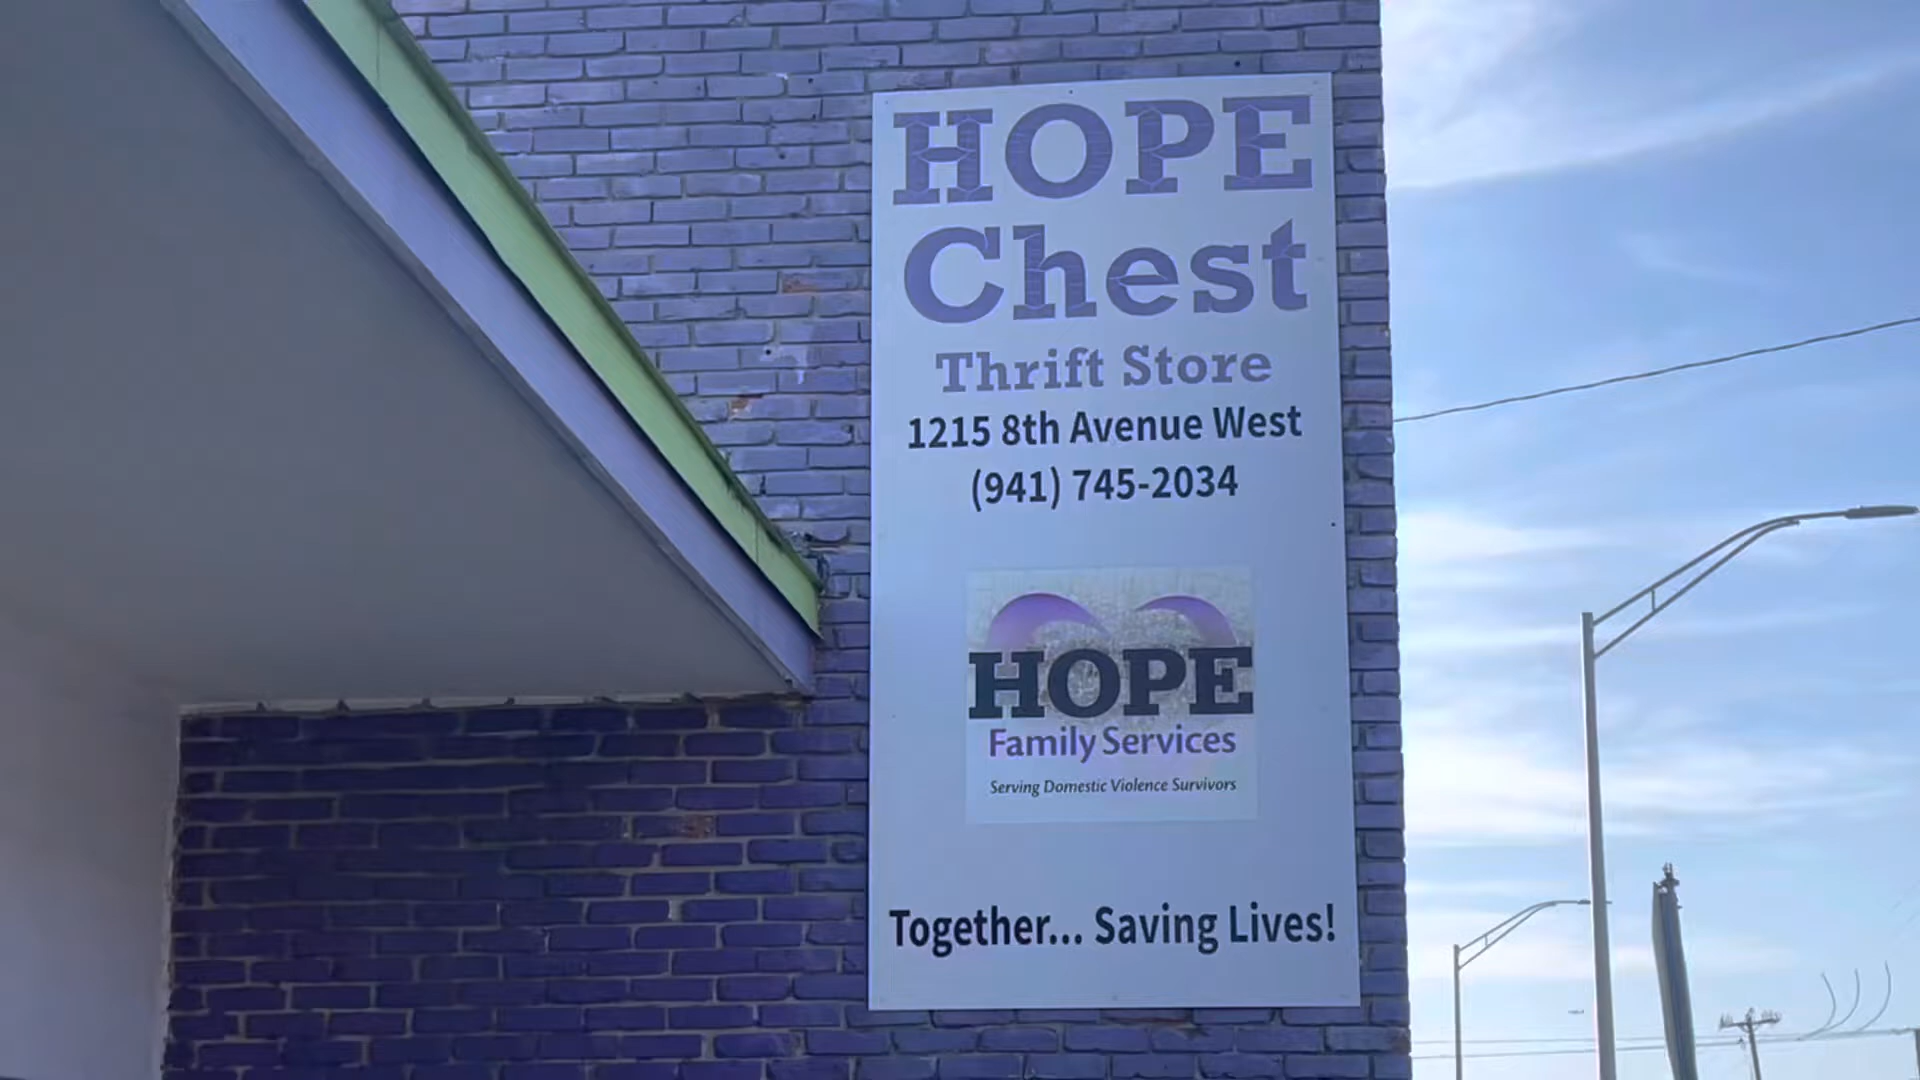 HOPE
Chest
Thrift Store
1215 8th Avenue West
(941) 745-2034
HOPE
Family Services
Serving Domestic Violence Survivors
Together... Saving Lives!